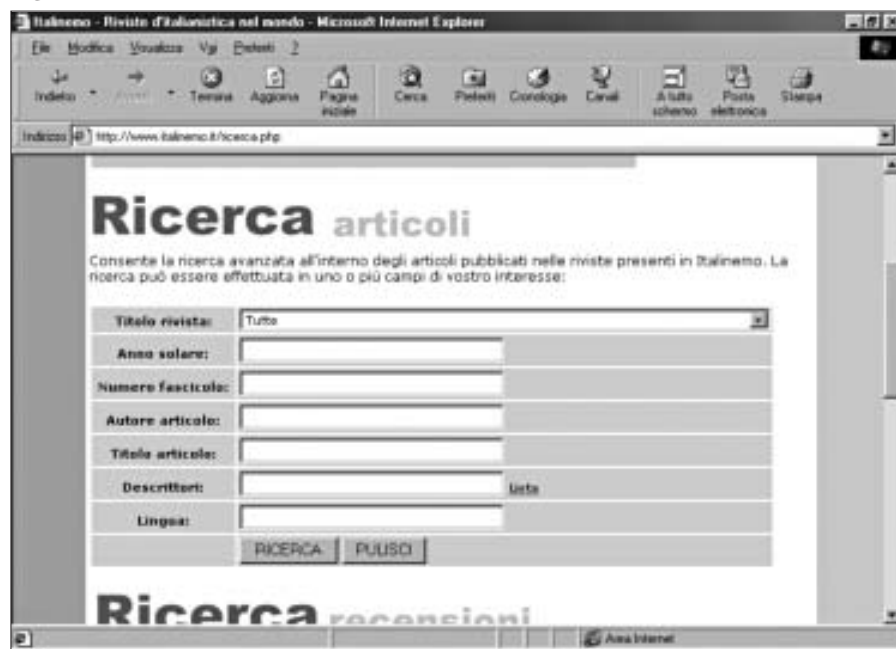 Italinemo - Riviste d'italianistica nel mondo - Microsoft Internet Explorer
File Modifica Visualizza Vai Preferiti ?
Indietro Avanti Termina Aggiorna Pagina iniziale Cerca Preferiti Cronologia Canali A tutto schermo Posta elettronica Stampa
Indirizzo http://www.italinemo.it/ricerca.php
Ricerca articoli
Consente la ricerca avanzata all'interno degli articoli pubblicati nelle riviste presenti in Italinemo. La
ricerca può essere effettuata in uno o più campi di vostro interesse:
Titolo rivista: Tutte
Anno solare:
Numero fascicolo:
Autore articolo:
Titolo articolo:
Descrittori: Lista
Lingua:
RICERCA PULISCI
Ricerca recensioni
Area Internet